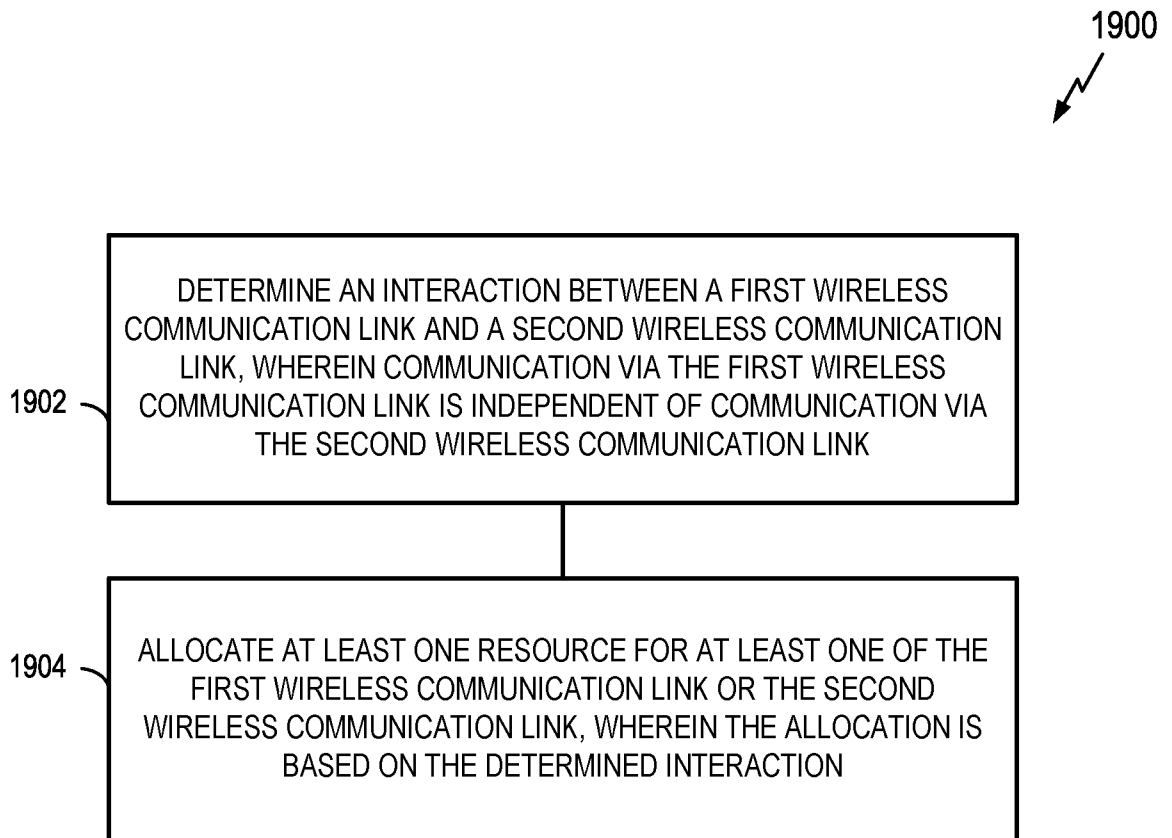 1900
DETERMINE AN INTERACTION BETWEEN A FIRST WIRELESS
COMMUNICATION LINK AND A SECOND WIRELESS COMMUNICATION
LINK, WHEREIN COMMUNICATION VIA THE FIRST WIRELESS
COMMUNICATION LINK IS INDEPENDENT OF COMMUNICATION VIA
THE SECOND WIRELESS COMMUNICATION LINK
1902
ALLOCATE AT LEAST ONE RESOURCE FOR AT LEAST ONE OF THE
FIRST WIRELESS COMMUNICATION LINK OR THE SECOND
WIRELESS COMMUNICATION LINK, WHEREIN THE ALLOCATION IS
BASED ON THE DETERMINED INTERACTION
1904